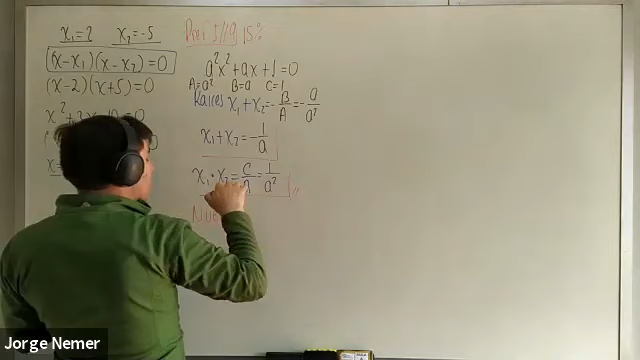 x₁=2 x₂=-5
(x-x₁)(x-x₂)=0
(x-2)(x+5)=0
x²+3x-10=0
15%
a²x²+ax+1=0
A=a² B=a C=1
Raíces x₁+x₂=-B/A=-a/a²
x₁+x₂=-1/a
x₁·x₂=C/A=1/a²
Jorge Nemer